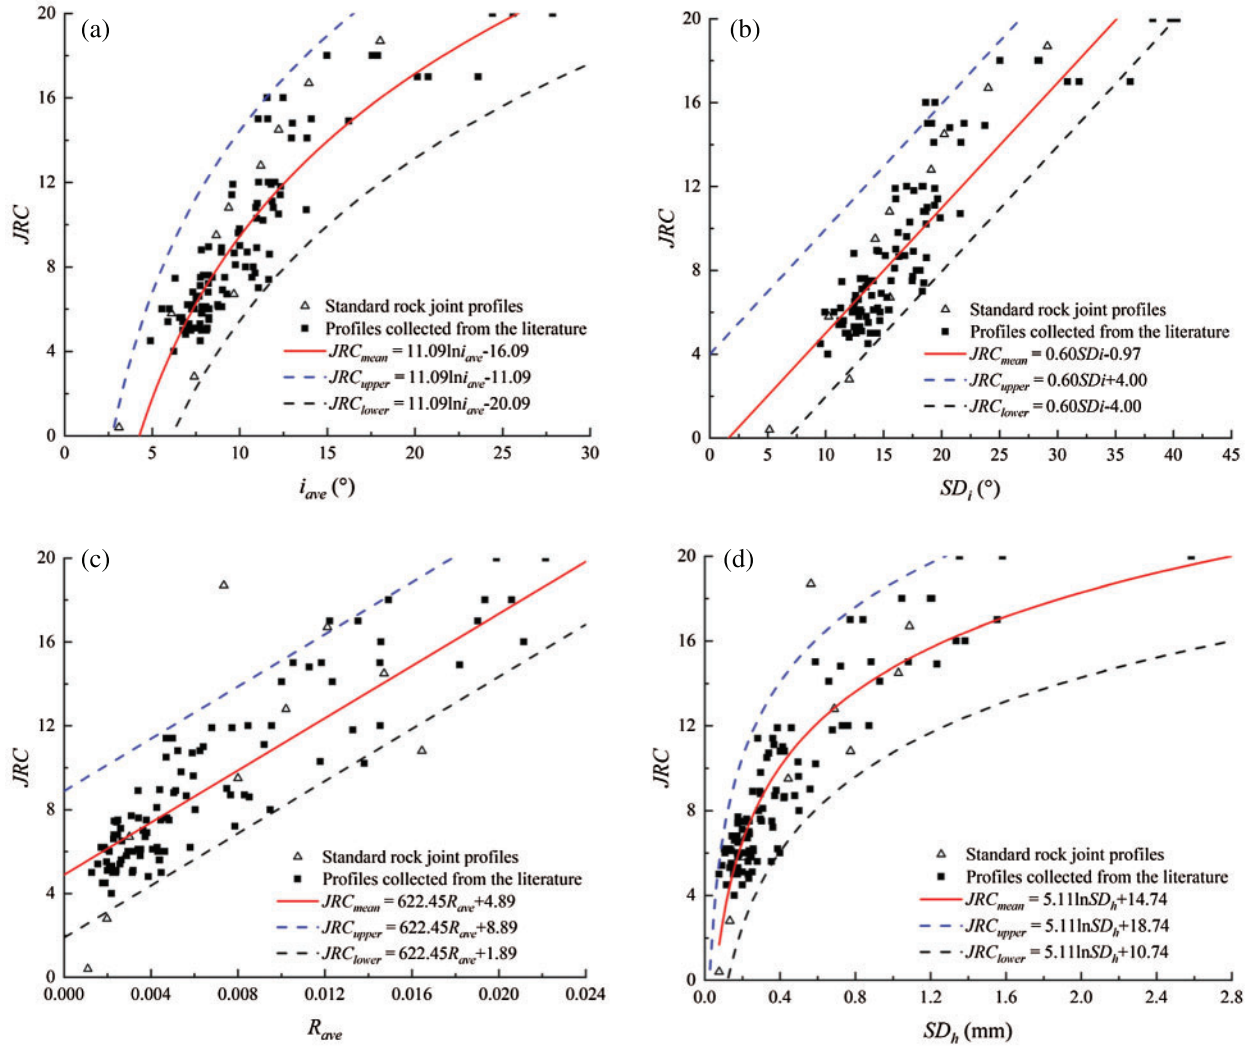 (a)
JRC
20
16
12
8
4
0
0 5 10 15 20 25 30
i_ave (°)
Standard rock joint profiles
Profiles collected from the literature
JRC_mean = 11.09lni_ave-16.09
JRC_upper = 11.09lni_ave-11.09
JRC_lower = 11.09lni_ave-20.09
(b)
JRC
20
16
12
8
4
0
0 5 10 15 20 25 30 35 40 45
SD_i (°)
Standard rock joint profiles
Profiles collected from the literature
JRC_mean = 0.60SDi-0.97
JRC_upper = 0.60SDi+4.00
JRC_lower = 0.60SDi-4.00
(c)
JRC
20
16
12
8
4
0
0.000 0.004 0.008 0.012 0.016 0.020 0.024
R_ave
Standard rock joint profiles
Profiles collected from the literature
JRC_mean = 622.45R_ave+4.89
JRC_upper = 622.45R_ave+8.89
JRC_lower = 622.45R_ave+1.89
(d)
JRC
20
16
12
8
4
0
0.0 0.4 0.8 1.2 1.6 2.0 2.4 2.8
SD_h (mm)
Standard rock joint profiles
Profiles collected from the literature
JRC_mean = 5.11lnSD_h+14.74
JRC_upper = 5.11lnSD_h+18.74
JRC_lower = 5.11lnSD_h+10.74